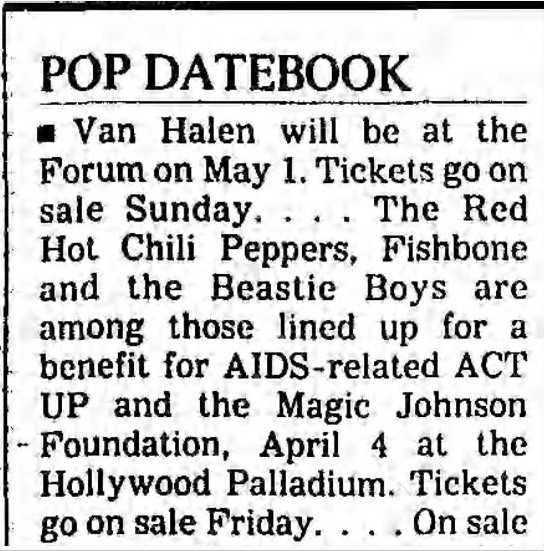 POP DATEBOOK
■ Van Halen will be at the
Forum on May 1. Tickets go on
sale Sunday. . . . The Red
Hot Chili Peppers, Fishbone
and the Beastie Boys are
among those lined up for a
benefit for AIDS-related ACT
UP and the Magic Johnson
Foundation, April 4 at the
Hollywood Palladium. Tickets
go on sale Friday. . . . On sale